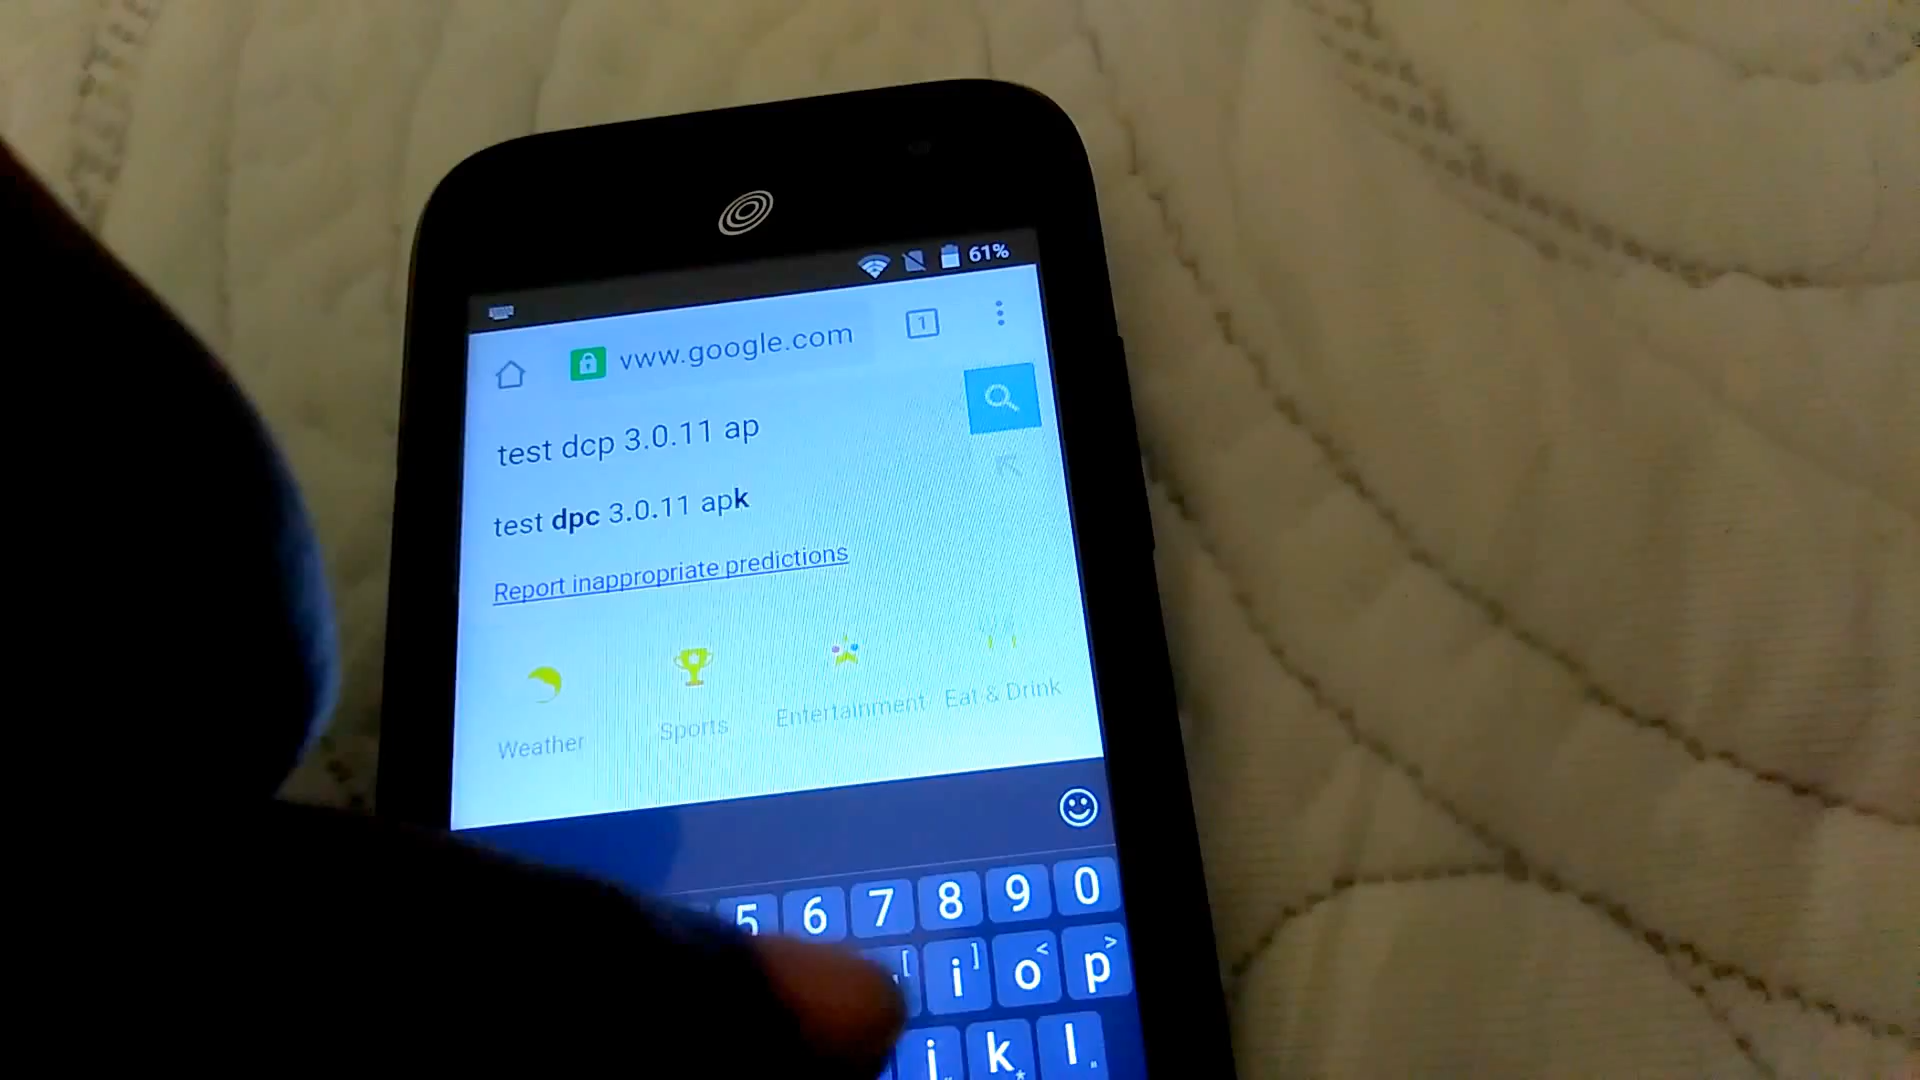 61%
vww.google.com
1
test dcp 3.0.11 ap
test dpc 3.0.11 apk
Report inappropriate predictions
Weather Sports Entertainment Eat & Drink
5 6 7 8 9 0
[ i ] o < p >
j k l